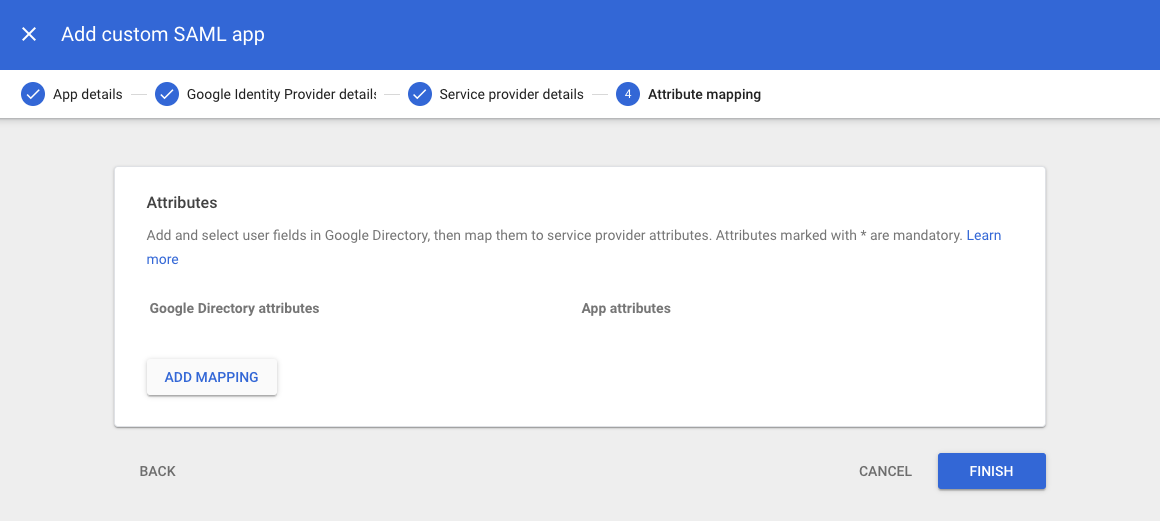 Add custom SAML app
App details
Google Identity Provider details
Service provider details
4 Attribute mapping
Attributes
Add and select user fields in Google Directory, then map them to service provider attributes. Attributes marked with * are mandatory. Learn
more
Google Directory attributes
App attributes
ADD MAPPING
BACK
CANCEL
FINISH